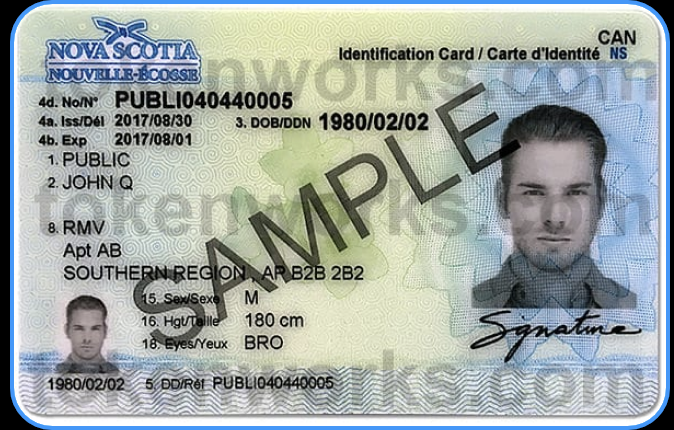 NOVA SCOTIA
NOUVELLE-ÉCOSSE
CAN
Identification Card / Carte d'Identité NS
tokenworks.com
4d. No/N° PUBLI040440005
4a. Iss/Dél 2017/08/30 3. DOB/DDN 1980/02/02
4b. Exp 2017/08/01
1. PUBLIC
2. JOHN Q
SAMPLE
tokenworks.com
8. RMV
Apt AB
SOUTHERN REGION , AP B2B 2B2
15. Sex/Sexe M
16. Hgt/Taille 180 cm
18. Eyes/Yeux BRO
Signature
tokenworks.com
1980/02/02 5. DD/Réf PUBLI040440005